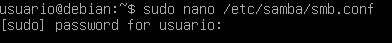 usuario@debian:~$ sudo nano /etc/samba/smb.conf
[sudo] password for usuario: